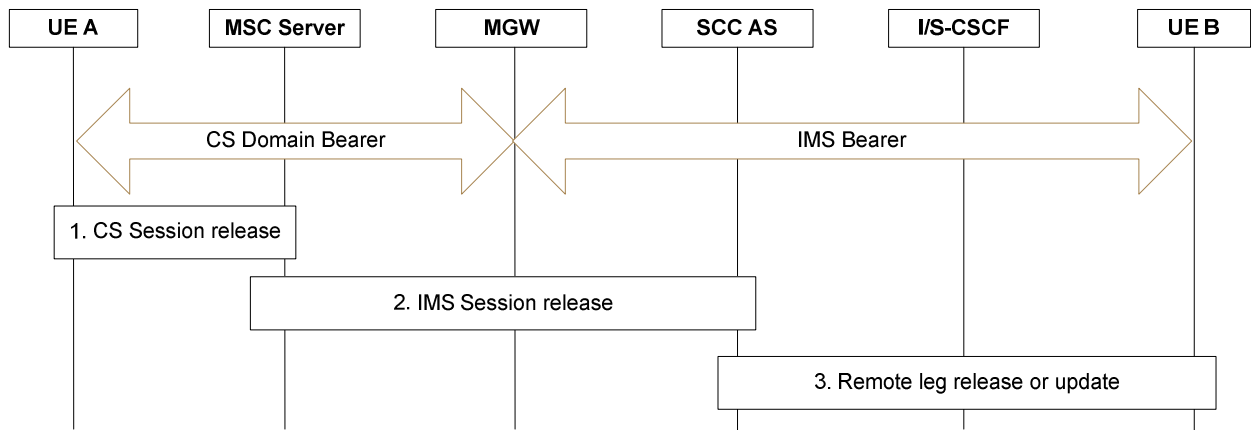 UE A
MSC Server
MGW
SCC AS
I/S-CSCF
UE B
CS Domain Bearer
IMS Bearer
1. CS Session release
2. IMS Session release
3. Remote leg release or update